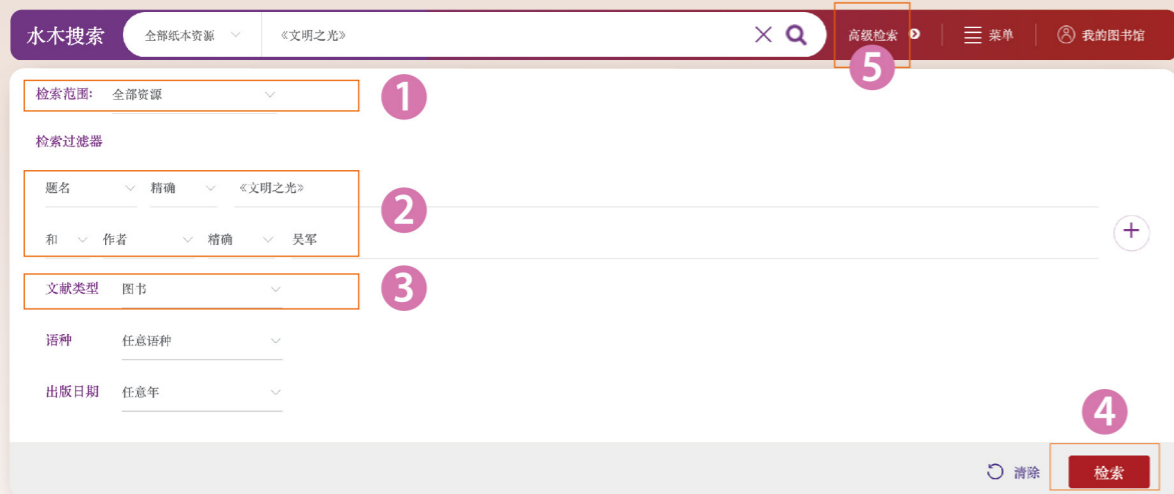 水木搜索 全部纸本资源 《文明之光》 高级检索 菜单 我的图书馆
5
检索范围: 全部资源 1
检索过滤器
题名 精确 《文明之光》
2
和 作者 精确 吴军 +
文献类型 图书 3
语种 任意语种
出版日期 任意年
4
清除 检索